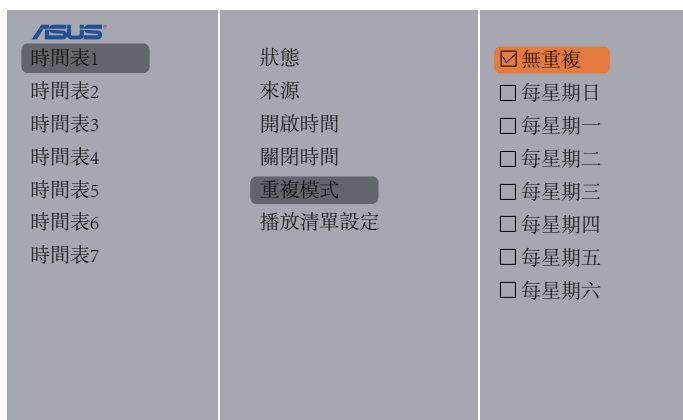 ASUS
時間表1
時間表2
時間表3
時間表4
時間表5
時間表6
時間表7
狀態
來源
開啟時間
關閉時間
重複模式
播放清單設定
無重複
每星期日
每星期一
每星期二
每星期三
每星期四
每星期五
每星期六